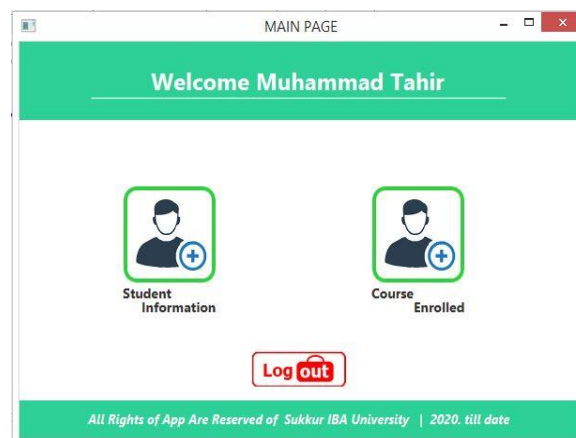 MAIN PAGE
Welcome Muhammad Tahir
Student
Information
Course
Enrolled
Log out
All Rights of App Are Reserved of Sukkur IBA University | 2020. till date